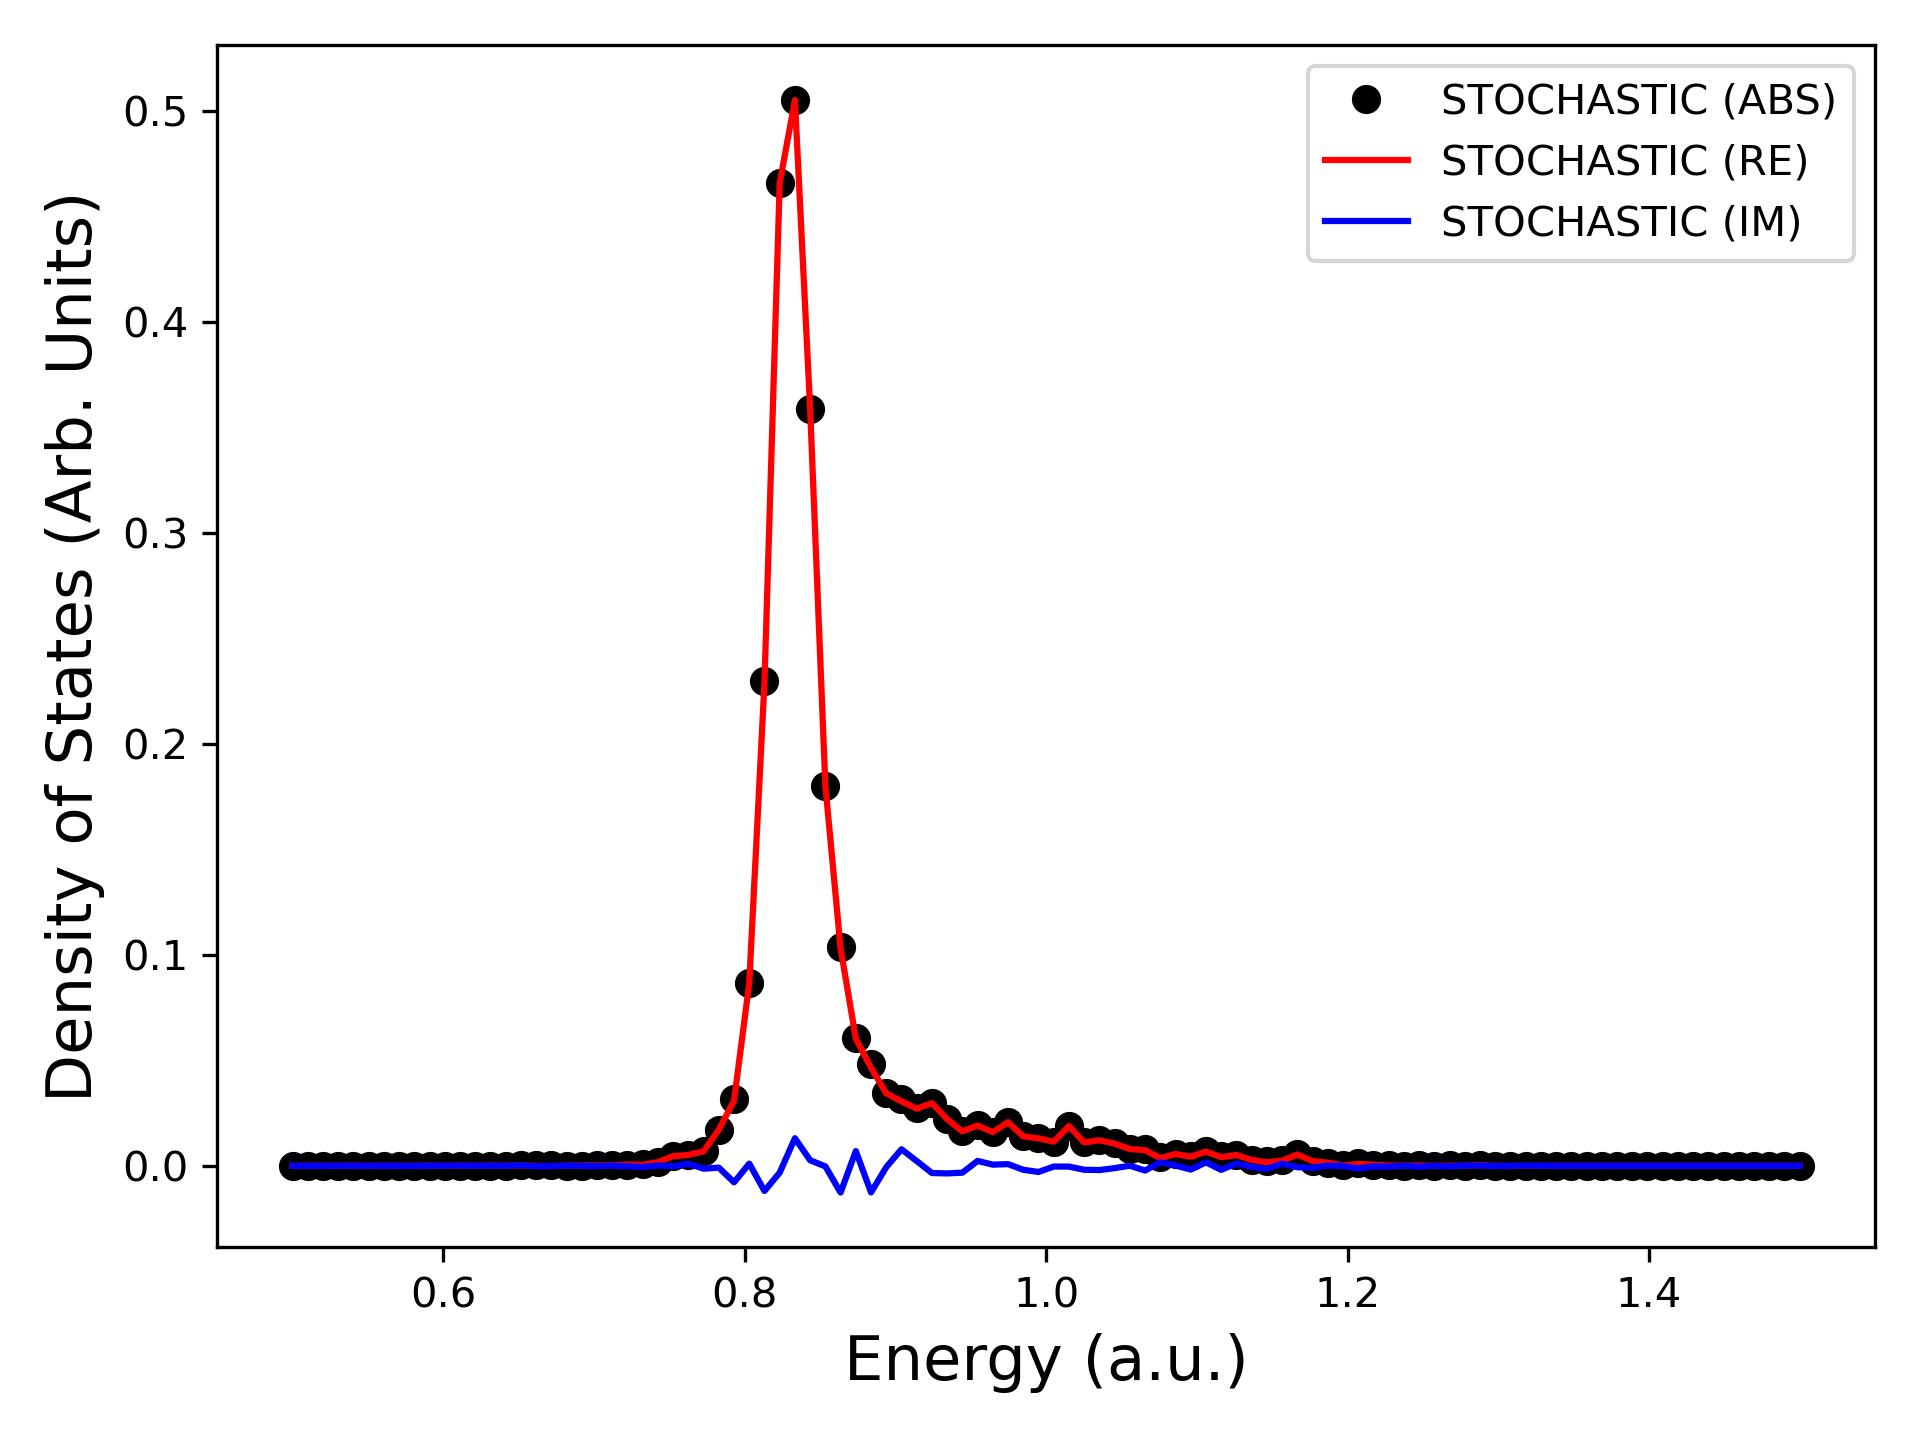 STOCHASTIC (ABS)
STOCHASTIC (RE)
STOCHASTIC (IM)
Density of States (Arb. Units)
0.5
0.4
0.3
0.2
0.1
0.0
0.6 0.8 1.0 1.2 1.4
Energy (a.u.)